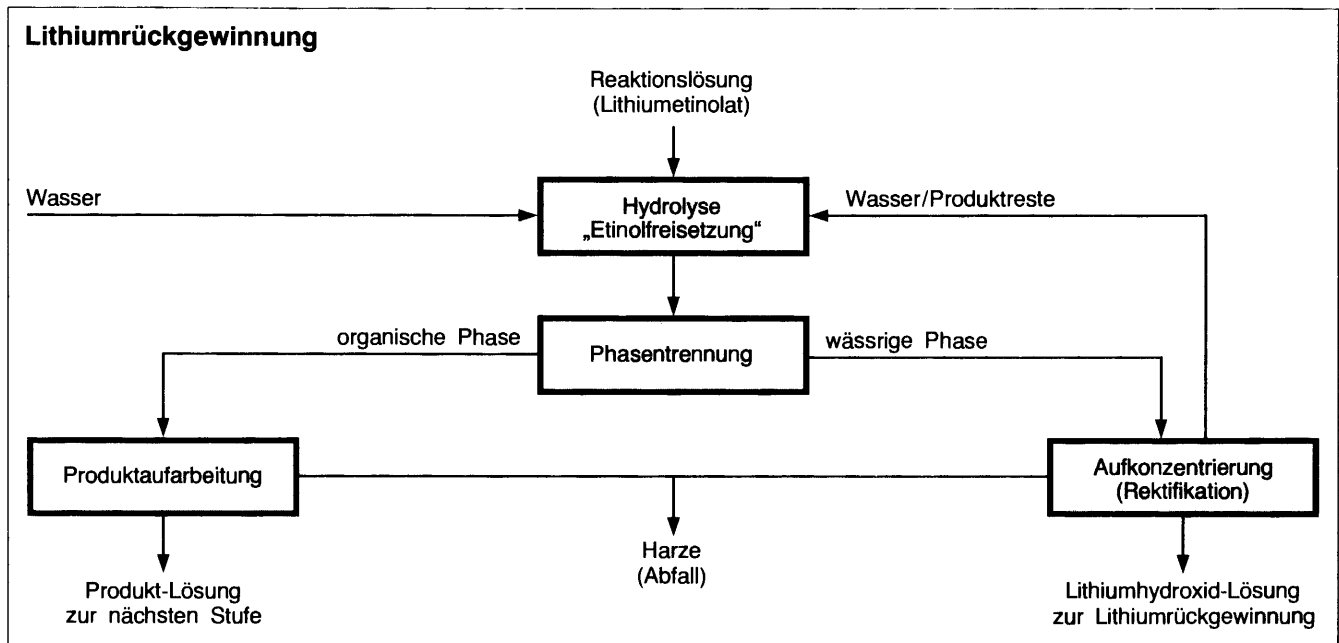 Lithiumrückgewinnung
Reaktionslösung
(Lithiumetinolat)
Wasser
Hydrolyse
„Etinolfreisetzung“
Wasser/Produktreste
organische Phase
Phasentrennung
wässrige Phase
Produktaufarbeitung
Aufkonzentrierung
(Rektifikation)
Harze
(Abfall)
Produkt-Lösung
zur nächsten Stufe
Lithiumhydroxid-Lösung
zur Lithiumrückgewinnung